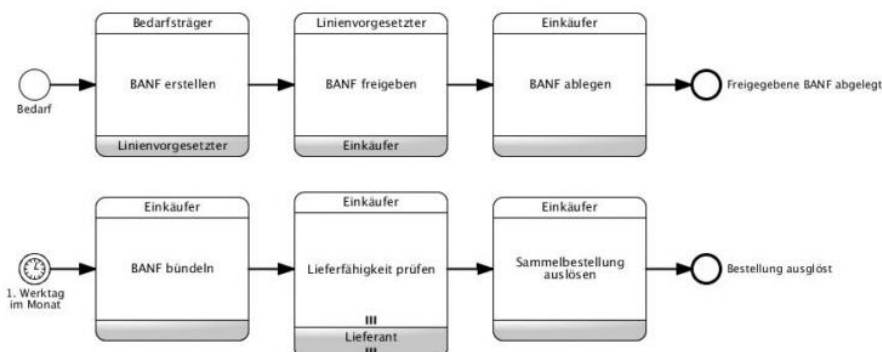 Bedarfsträger
BANF erstellen
Linienvorgesetzter
Linienvorgesetzter
BANF freigeben
Einkäufer
Einkäufer
BANF ablegen
Bedarf
Freigegebene BANF abgelegt
Einkäufer
BANF bündeln
Einkäufer
Lieferfähigkeit prüfen
Lieferant
Einkäufer
Sammelbestellung
auslösen
1. Werktag
im Monat
Bestellung ausglöst